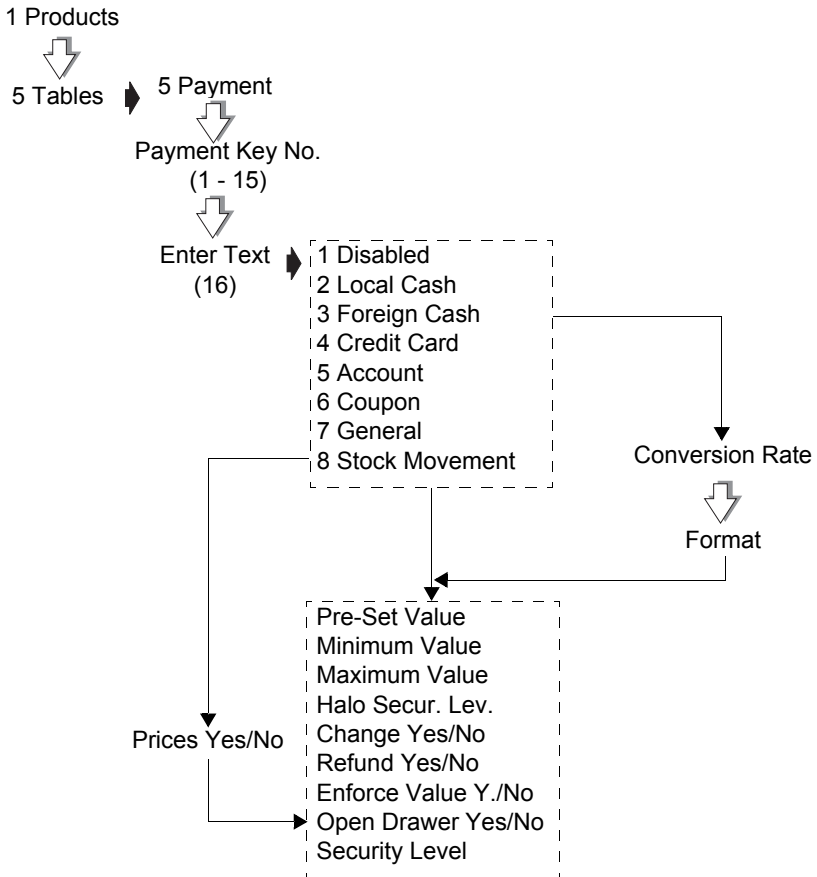 1 Products
5 Tables
5 Payment
Payment Key No.
(1 - 15)
Enter Text
(16)
1 Disabled
2 Local Cash
3 Foreign Cash
4 Credit Card
5 Account
6 Coupon
7 General
8 Stock Movement
Conversion Rate
Format
Prices Yes/No
Pre-Set Value
Minimum Value
Maximum Value
Halo Secur. Lev.
Change Yes/No
Refund Yes/No
Enforce Value Y./No
Open Drawer Yes/No
Security Level